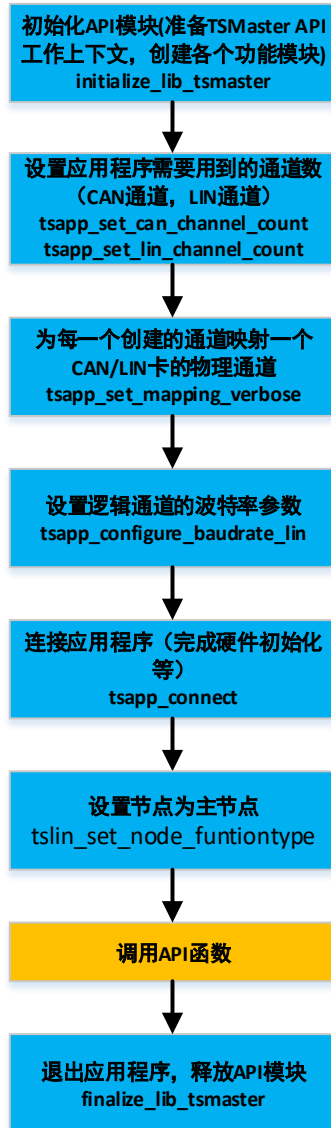 初始化API模块(准备TSMaster API
工作上下文，创建各个功能模块)
initialize_lib_tsmaster
设置应用程序需要用到的通道数
（CAN通道，LIN通道）
tsapp_set_can_channel_count
tsapp_set_lin_channel_count
为每一个创建的通道映射一个
CAN/LIN卡的物理通道
tsapp_set_mapping_verbose
设置逻辑通道的波特率参数
tsapp_configure_baudrate_lin
连接应用程序（完成硬件初始化
等）
tsapp_connect
设置节点为主节点
tslin_set_node_funtiontype
调用API函数
退出应用程序，释放API模块
finalize_lib_tsmaster